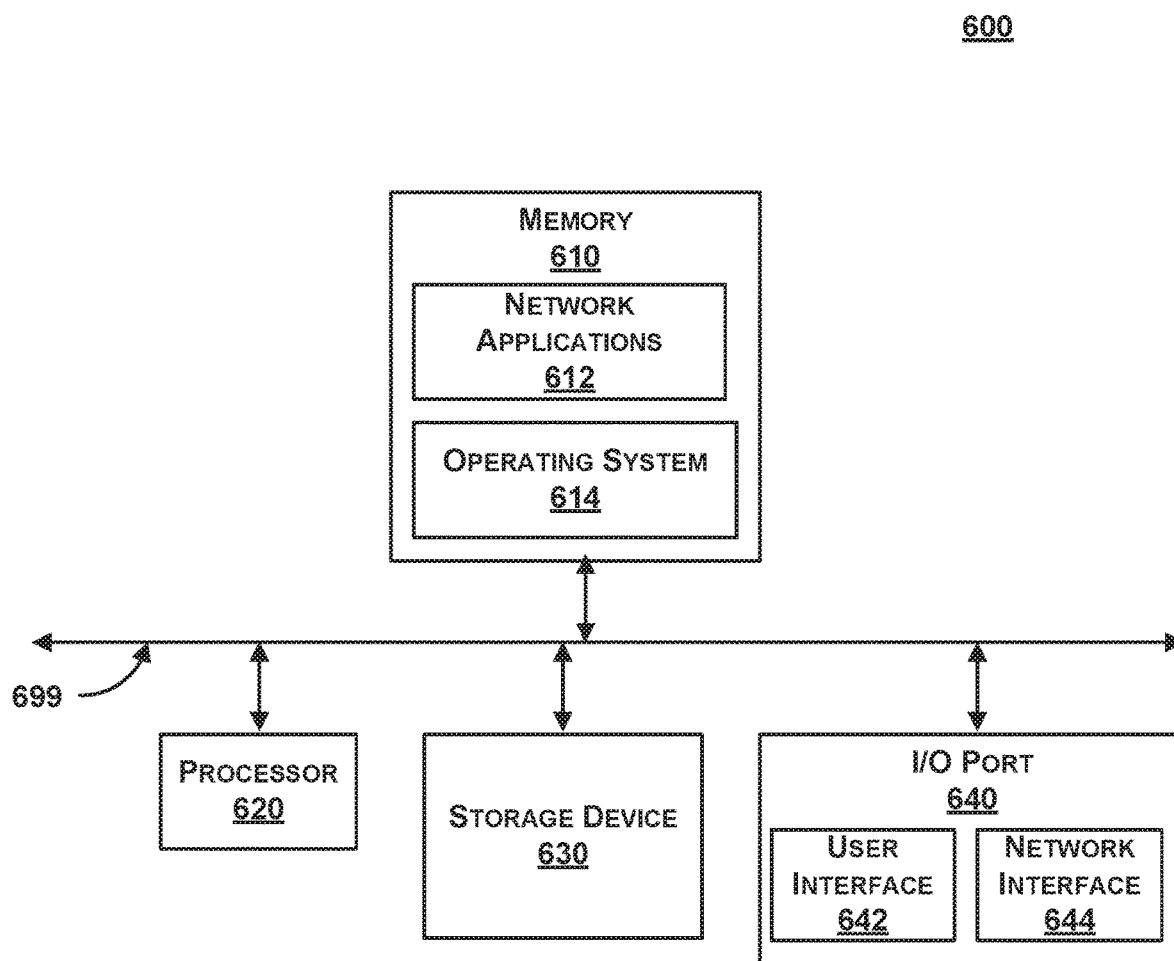 600
MEMORY
610
NETWORK
APPLICATIONS
612
OPERATING SYSTEM
614
699
PROCESSOR
620
STORAGE DEVICE
630
I/O PORT
640
USER
INTERFACE
642
NETWORK
INTERFACE
644